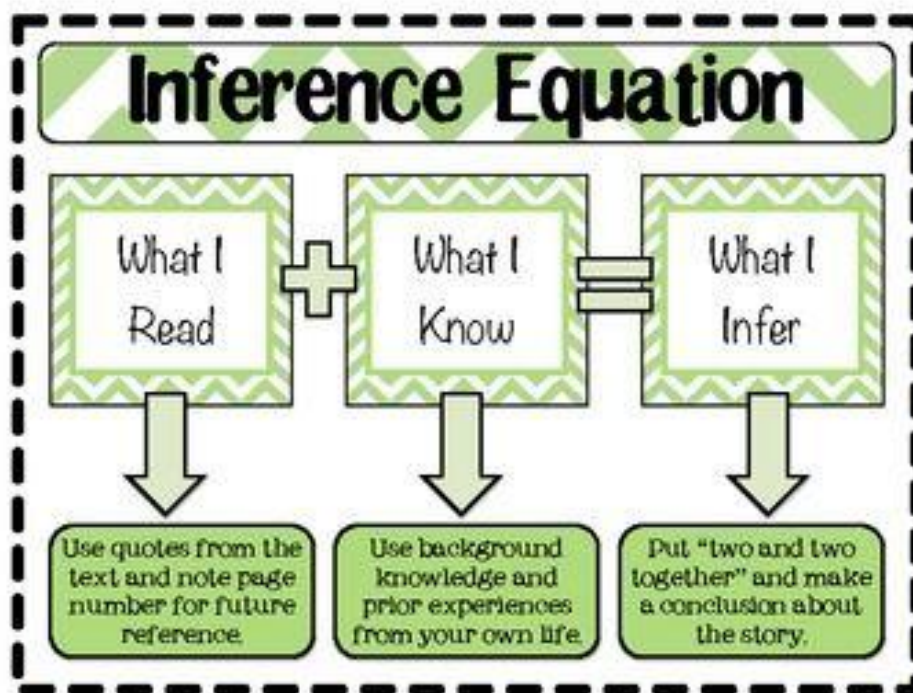 Inference Equation
What I
Read
What I
Know
What I
Infer
Use quotes from the
text and note page
number for future
reference.
Use background
knowledge and
prior experiences
from your own life.
Put "two and two
together" and make
a conclusion about
the story.